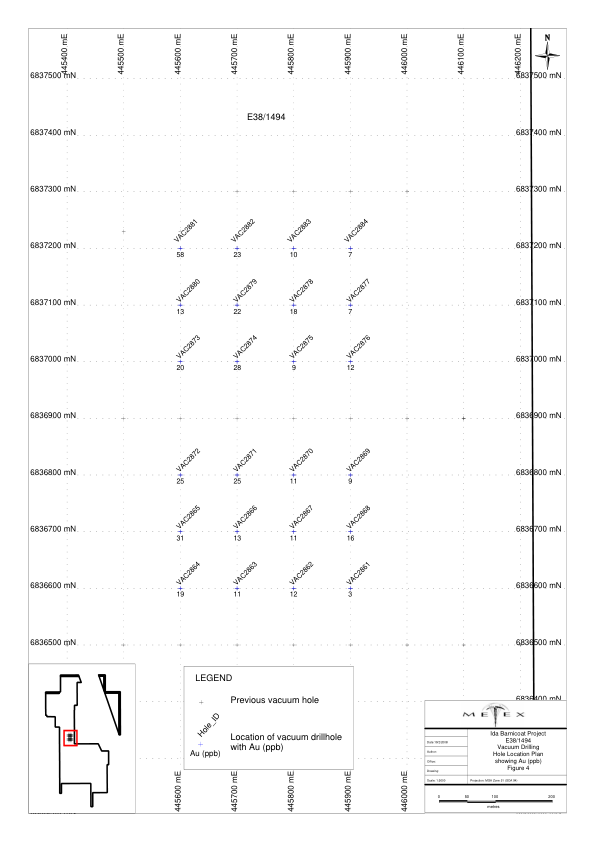 445400 mE
445500 mE
445600 mE
445700 mE
445800 mE
445900 mE
446000 mE
446100 mE
446200 mE
6837500 mN
6837500 mN
E38/1494
6837400 mN
6837400 mN
6837300 mN
6837300 mN
VAC2881
VAC2882
VAC2883
VAC2884
6837200 mN
6837200 mN
58
23
10
7
VAC2880
VAC2879
VAC2878
VAC2877
6837100 mN
6837100 mN
13
22
18
7
VAC2873
VAC2874
VAC2875
VAC2876
6837000 mN
6837000 mN
20
28
9
12
6836900 mN
6836900 mN
VAC2872
VAC2871
VAC2870
VAC2869
6836800 mN
6836800 mN
25
25
11
9
VAC2865
VAC2866
VAC2867
VAC2868
6836700 mN
6836700 mN
31
13
11
16
VAC2864
VAC2863
VAC2862
VAC2861
6836600 mN
6836600 mN
19
11
12
3
6836500 mN
6836500 mN
6836400 mN
LEGEND
Previous vacuum hole
Hole_ID
Location of vacuum drillhole
with Au (ppb)
Au (ppb)
445600 mE
445700 mE
445800 mE
445900 mE
446000 mE
METEX
Ida Barnicoat Project
E38/1494
Vacuum Drilling
Hole Location Plan
showing Au (ppb)
Figure 4
0
50
100
200
metres